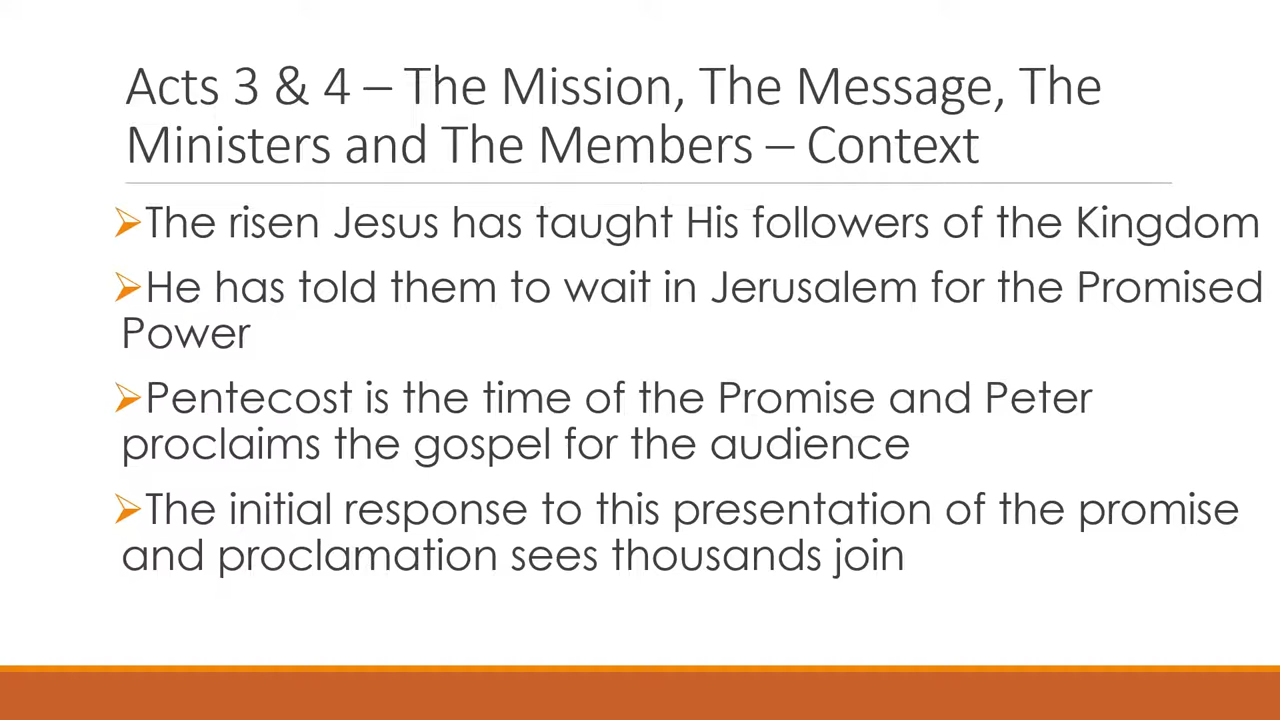 Acts 3 & 4 – The Mission, The Message, The
Ministers and The Members – Context
➢The risen Jesus has taught His followers of the Kingdom
➢He has told them to wait in Jerusalem for the Promised
Power
➢Pentecost is the time of the Promise and Peter
proclaims the gospel for the audience
➢The initial response to this presentation of the promise
and proclamation sees thousands join